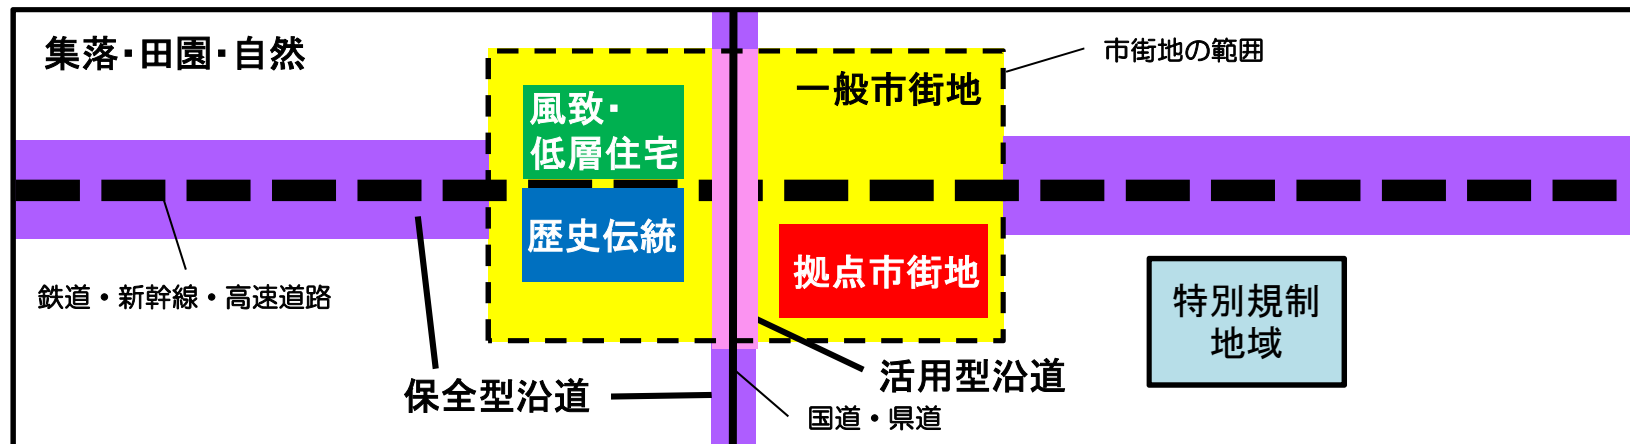 集落・田園・自然
市街地の範囲
一般市街地
風致・
低層住宅
歴史伝統
拠点市街地
鉄道・新幹線・高速道路
特別規制
地域
保全型沿道
活用型沿道
国道・県道